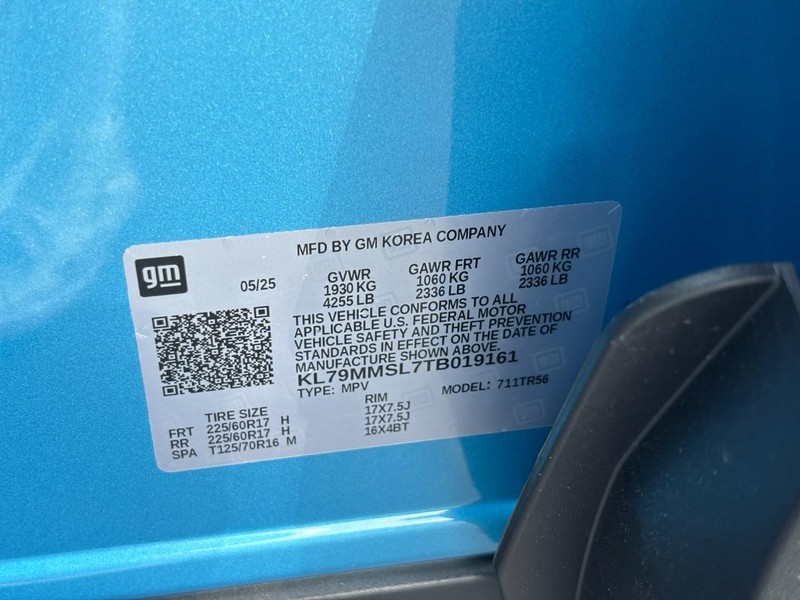 MFD BY GM KOREA COMPANY
gm
05/25
GVWR GAWR FRT GAWR RR
1930 KG 1060 KG 1060 KG
4255 LB 2336 LB 2336 LB
THIS VEHICLE CONFORMS TO ALL
APPLICABLE U.S. FEDERAL MOTOR
VEHICLE SAFETY AND THEFT PREVENTION
STANDARDS IN EFFECT ON THE DATE OF
MANUFACTURE SHOWN ABOVE.
KL79MMSL7TB019161
TYPE: MPV MODEL: 711TR56
TIRE SIZE RIM
FRT 225/60R17 H 17X7.5J
RR 225/60R17 H 17X7.5J
SPA T125/70R16 M 16X4BT